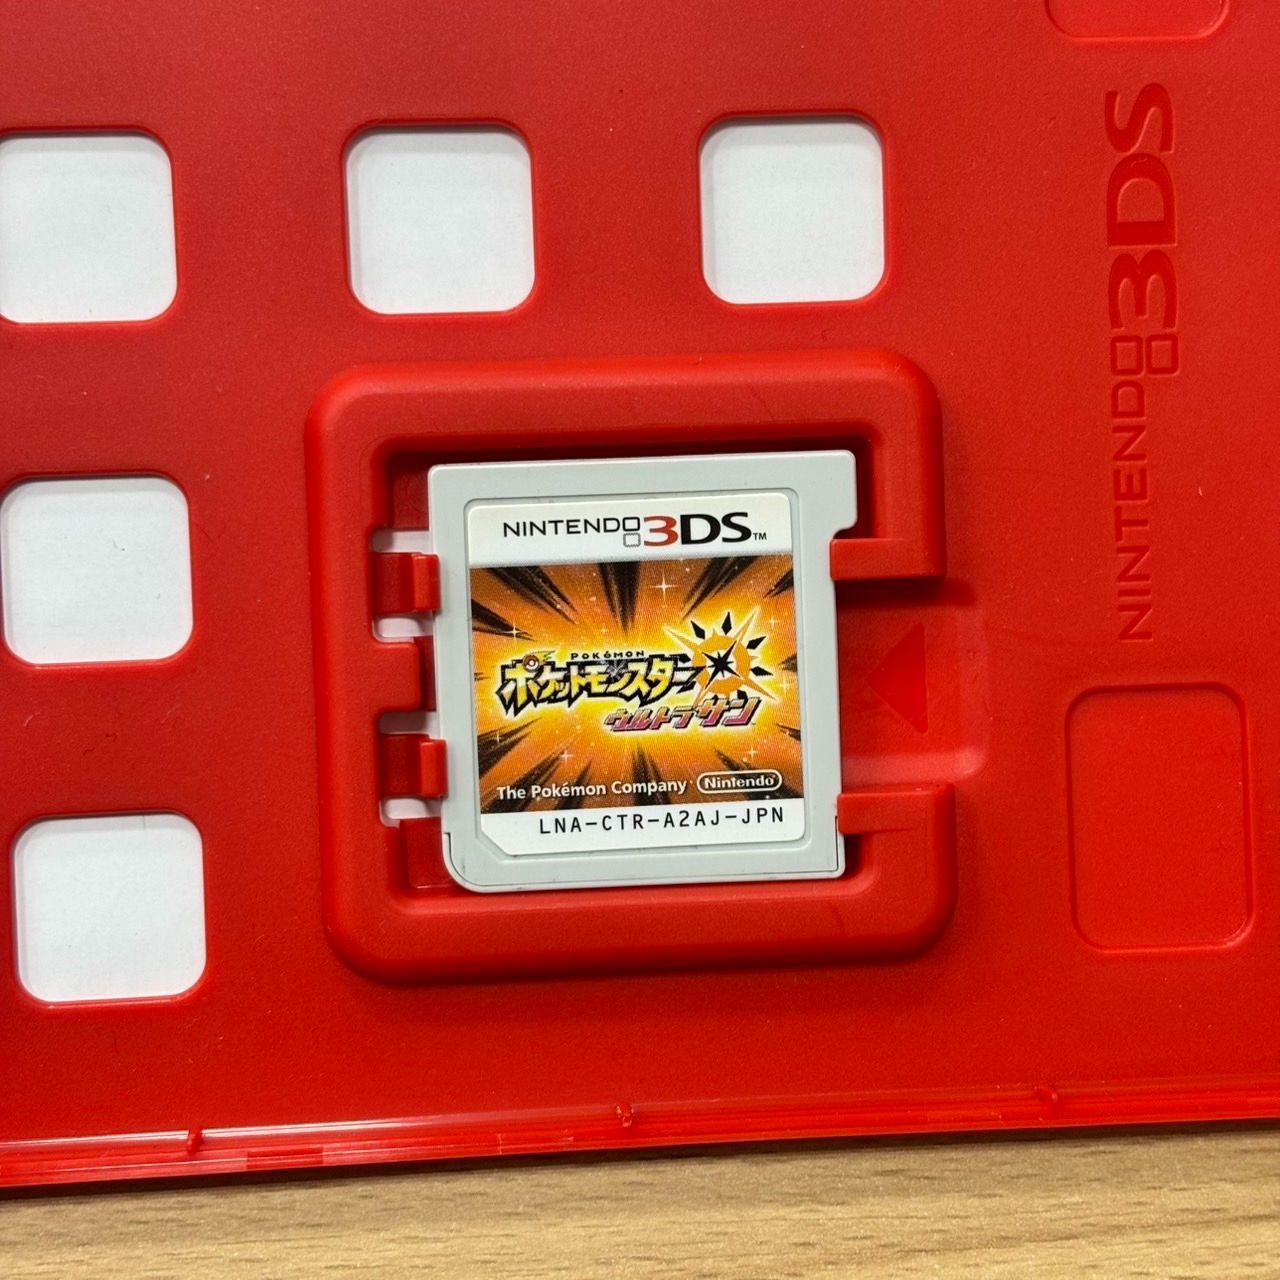 NINTENDO 3DS™
POKéMON
ポケットモンスター
ウルトラサン
The Pokémon Company
Nintendo
LNA-CTR-A2AJ-JPN
NINTENDO 3DS